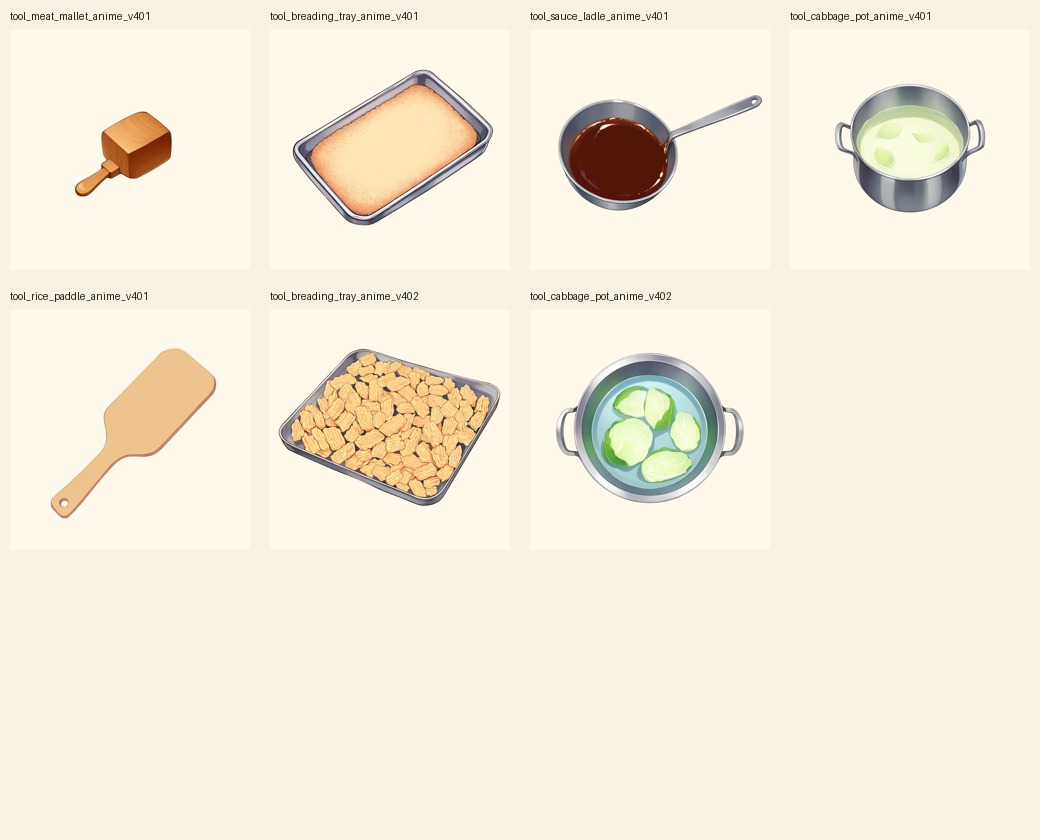 tool_meat_mallet_anime_v401
tool_breading_tray_anime_v401
tool_sauce_ladle_anime_v401
tool_cabbage_pot_anime_v401
tool_rice_paddle_anime_v401
tool_breading_tray_anime_v402
tool_cabbage_pot_anime_v402